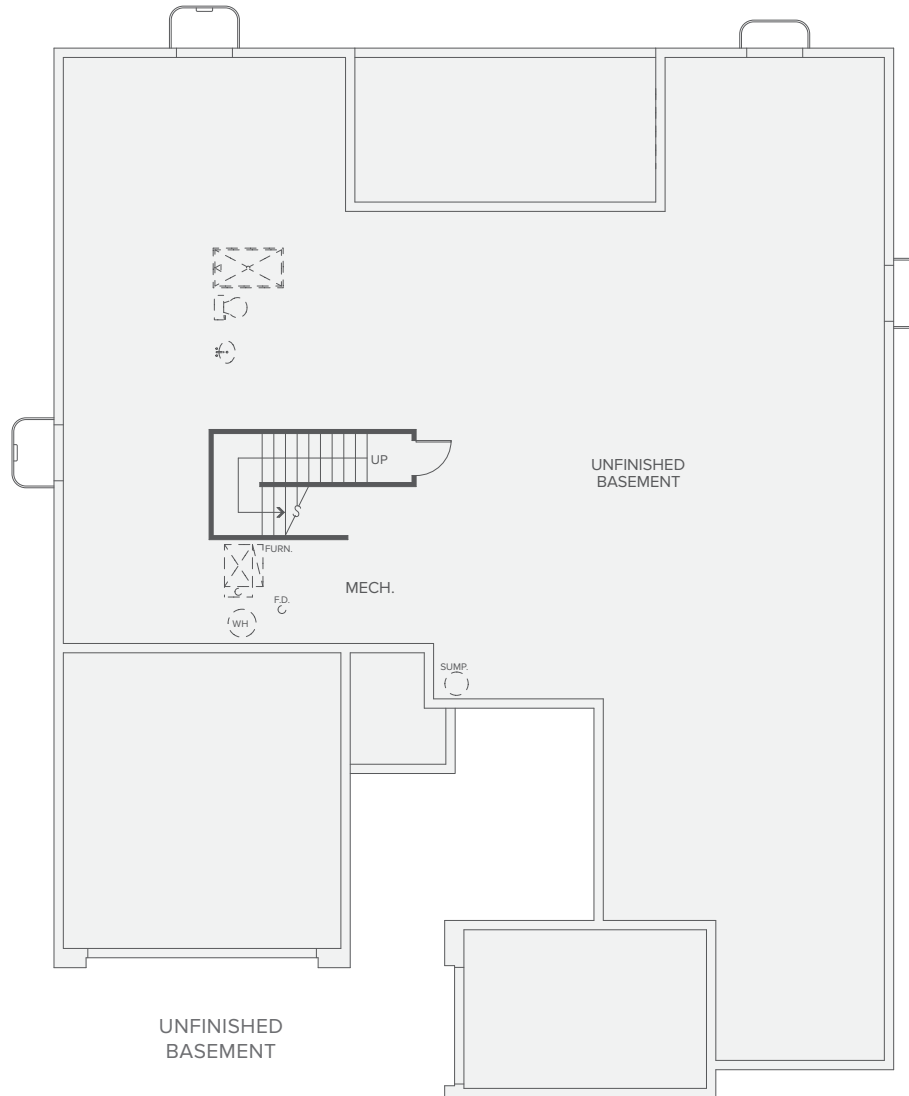 UP
UNFINISHED
BASEMENT
FURN.
MECH.
F.D.
WH
SUMP.
UNFINISHED
BASEMENT